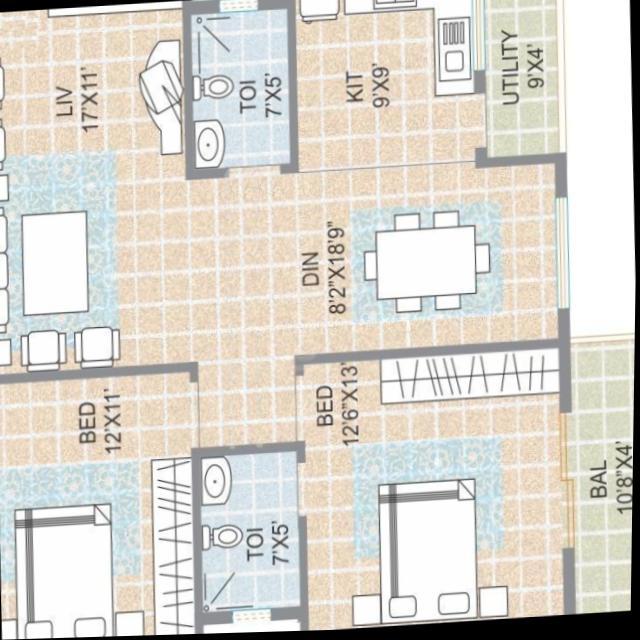 LIV
17'X11'
TOI
7'X5'
KIT
9'X9'
UTILITY
9'X4'
DIN
8'2"X18'9"
BED
12'X11'
BED
12'6"X13'
TOI
7'X5'
BAL
10'8"X4'